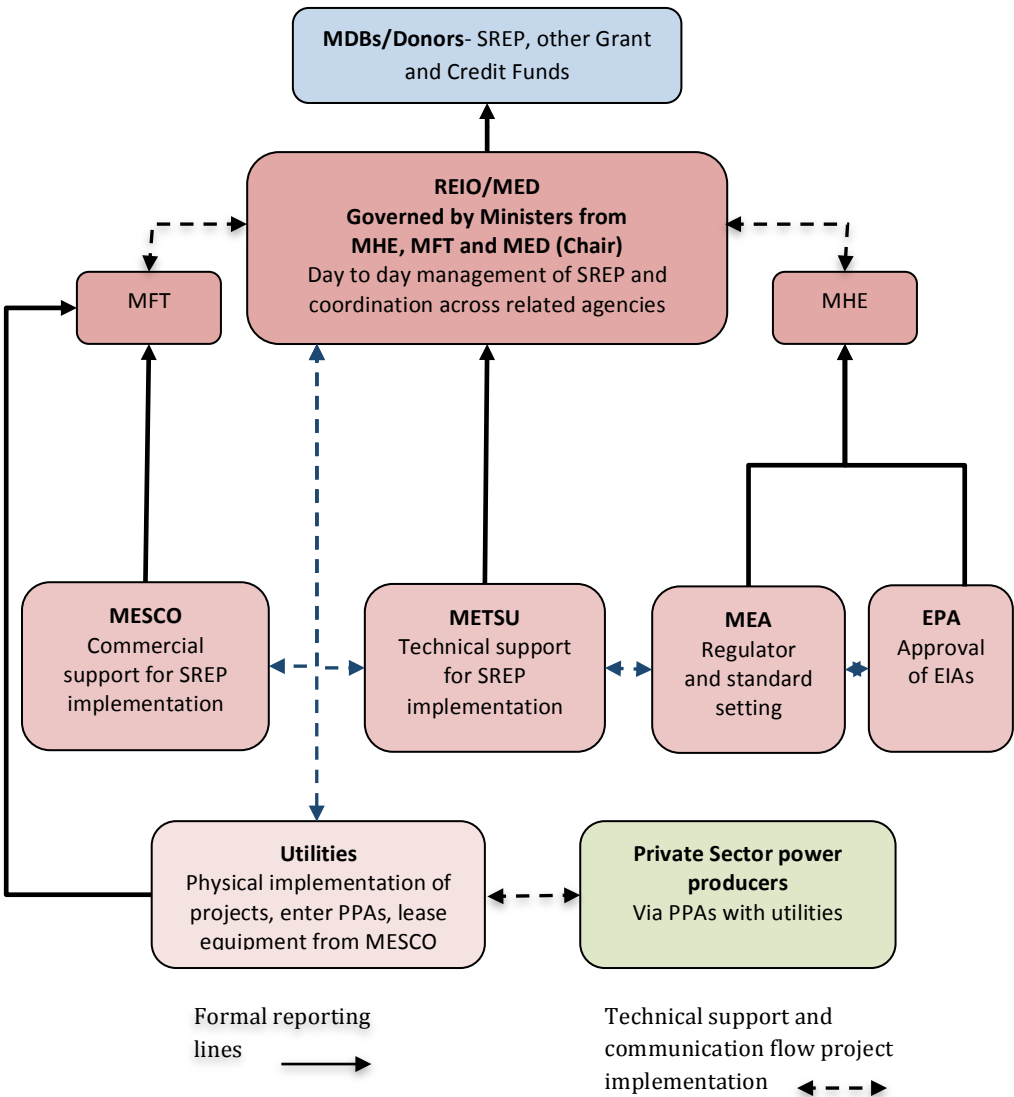 MDBs/Donors- SREP, other Grant
and Credit Funds
REIO/MED
Governed by Ministers from
MHE, MFT and MED (Chair)
Day to day management of SREP and
coordination across related agencies
MFT
MHE
MESCO
Commercial
support for SREP
implementation
METSU
Technical support
for SREP
implementation
MEA
Regulator
and standard
setting
EPA
Approval
of EIAs
Utilities
Physical implementation of
projects, enter PPAs, lease
equipment from MESCO
Private Sector power
producers
Via PPAs with utilities
Formal reporting
lines
Technical support and
communication flow project
implementation